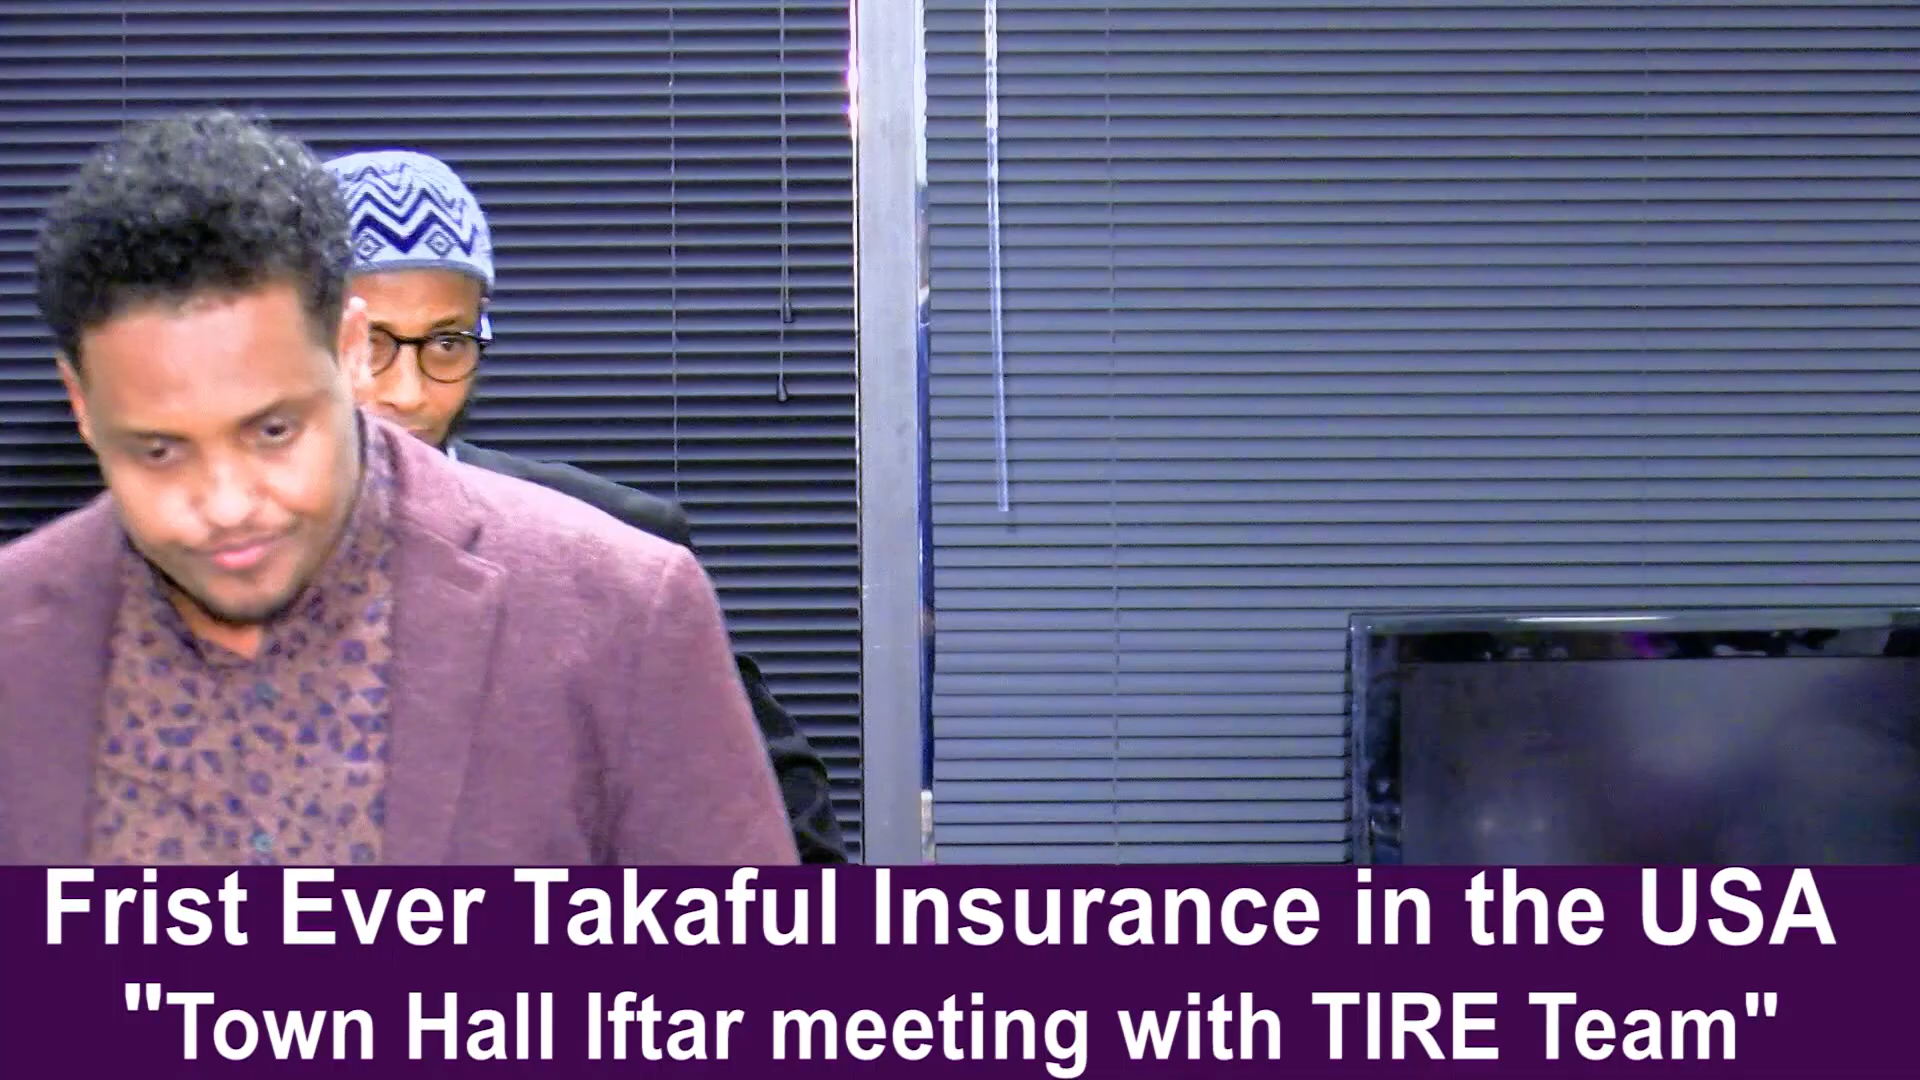 Frist Ever Takaful Insurance in the USA
"Town Hall Iftar meeting with TIRE Team"